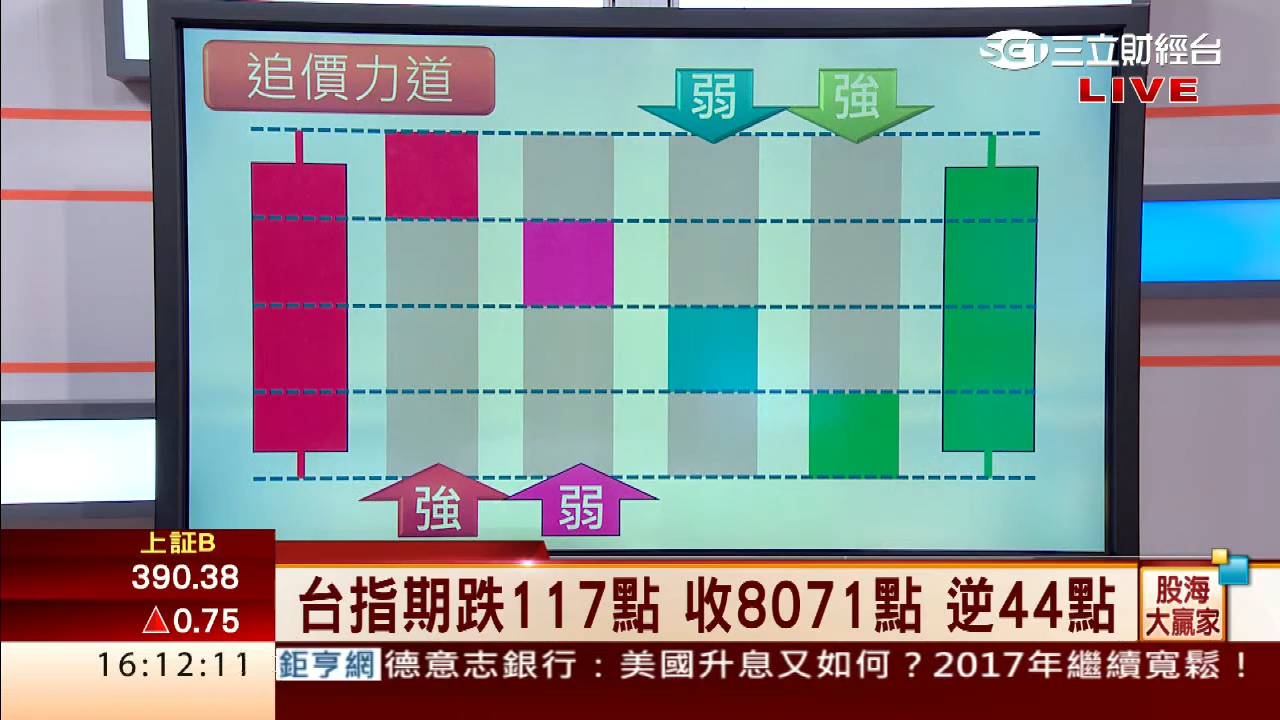 追價力道
弱
強
SET三立財經台
LIVE
強
弱
上証B
390.38
△0.75
16:12:11
台指期跌117點 收8071點 逆44點
股海
大贏家
鉅亨網 德意志銀行：美國升息又如何？2017年繼續寬鬆！